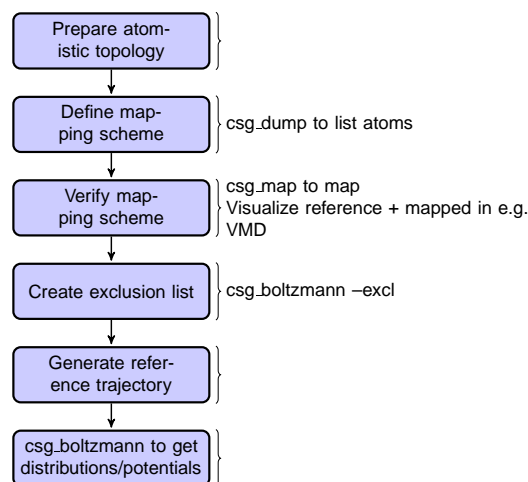 Prepare atom-
istic topology
Define map-
ping scheme
csg_dump to list atoms
Verify map-
ping scheme
csg_map to map
Visualize reference + mapped in e.g.
VMD
Create exclusion list
csg_boltzmann –excl
Generate refer-
ence trajectory
csg_boltzmann to get
distributions/potentials